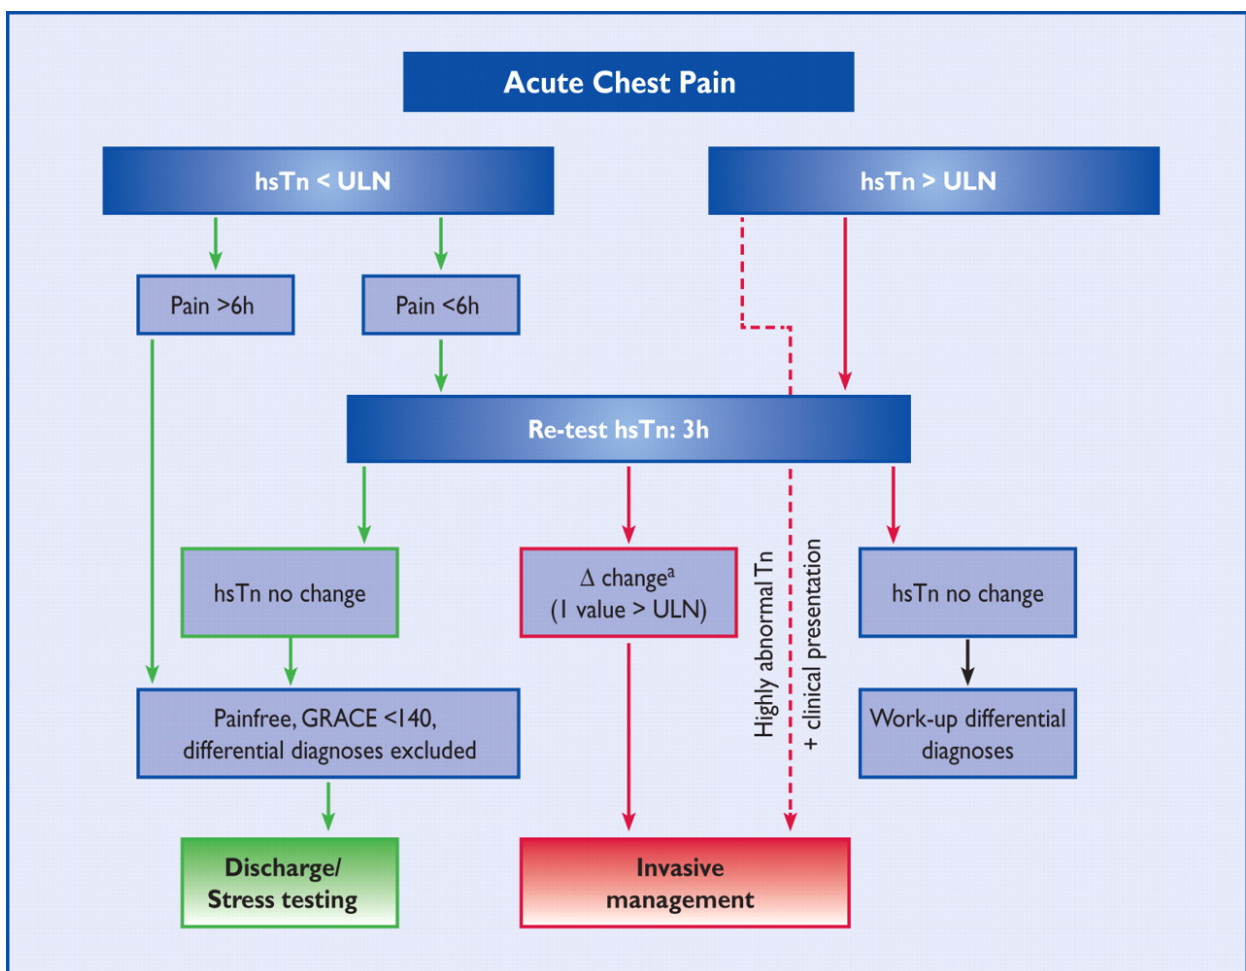 Acute Chest Pain
hsTn < ULN
hsTn > ULN
Pain >6h
Pain <6h
Re-test hsTn: 3h
hsTn no change
Δ changeᵃ
(1 value > ULN)
Highly abnormal Tn
+ clinical presentation
hsTn no change
Painfree, GRACE <140,
differential diagnoses excluded
Work-up differential
diagnoses
Discharge/
Stress testing
Invasive
management